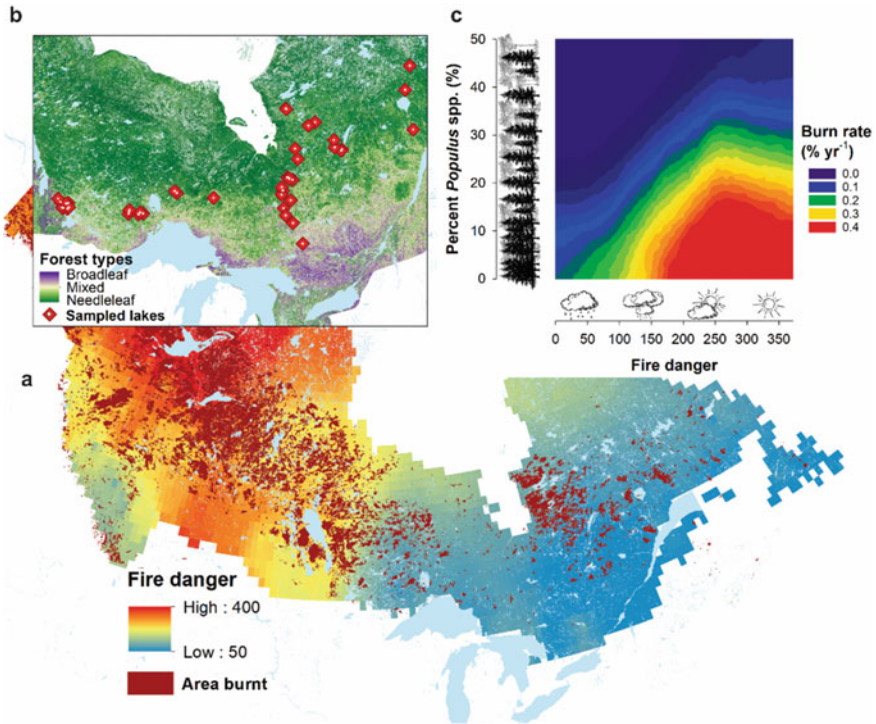 b
Forest types
Broadleaf
Mixed
Needleleaf
Sampled lakes
c
Percent Populus spp. (%)
50
40
30
20
10
0
0 50 100 150 200 250 300 350
Fire danger
Burn rate
(% yr⁻¹)
0.0
0.1
0.2
0.3
0.4
a
Fire danger
High : 400
Low : 50
Area burnt